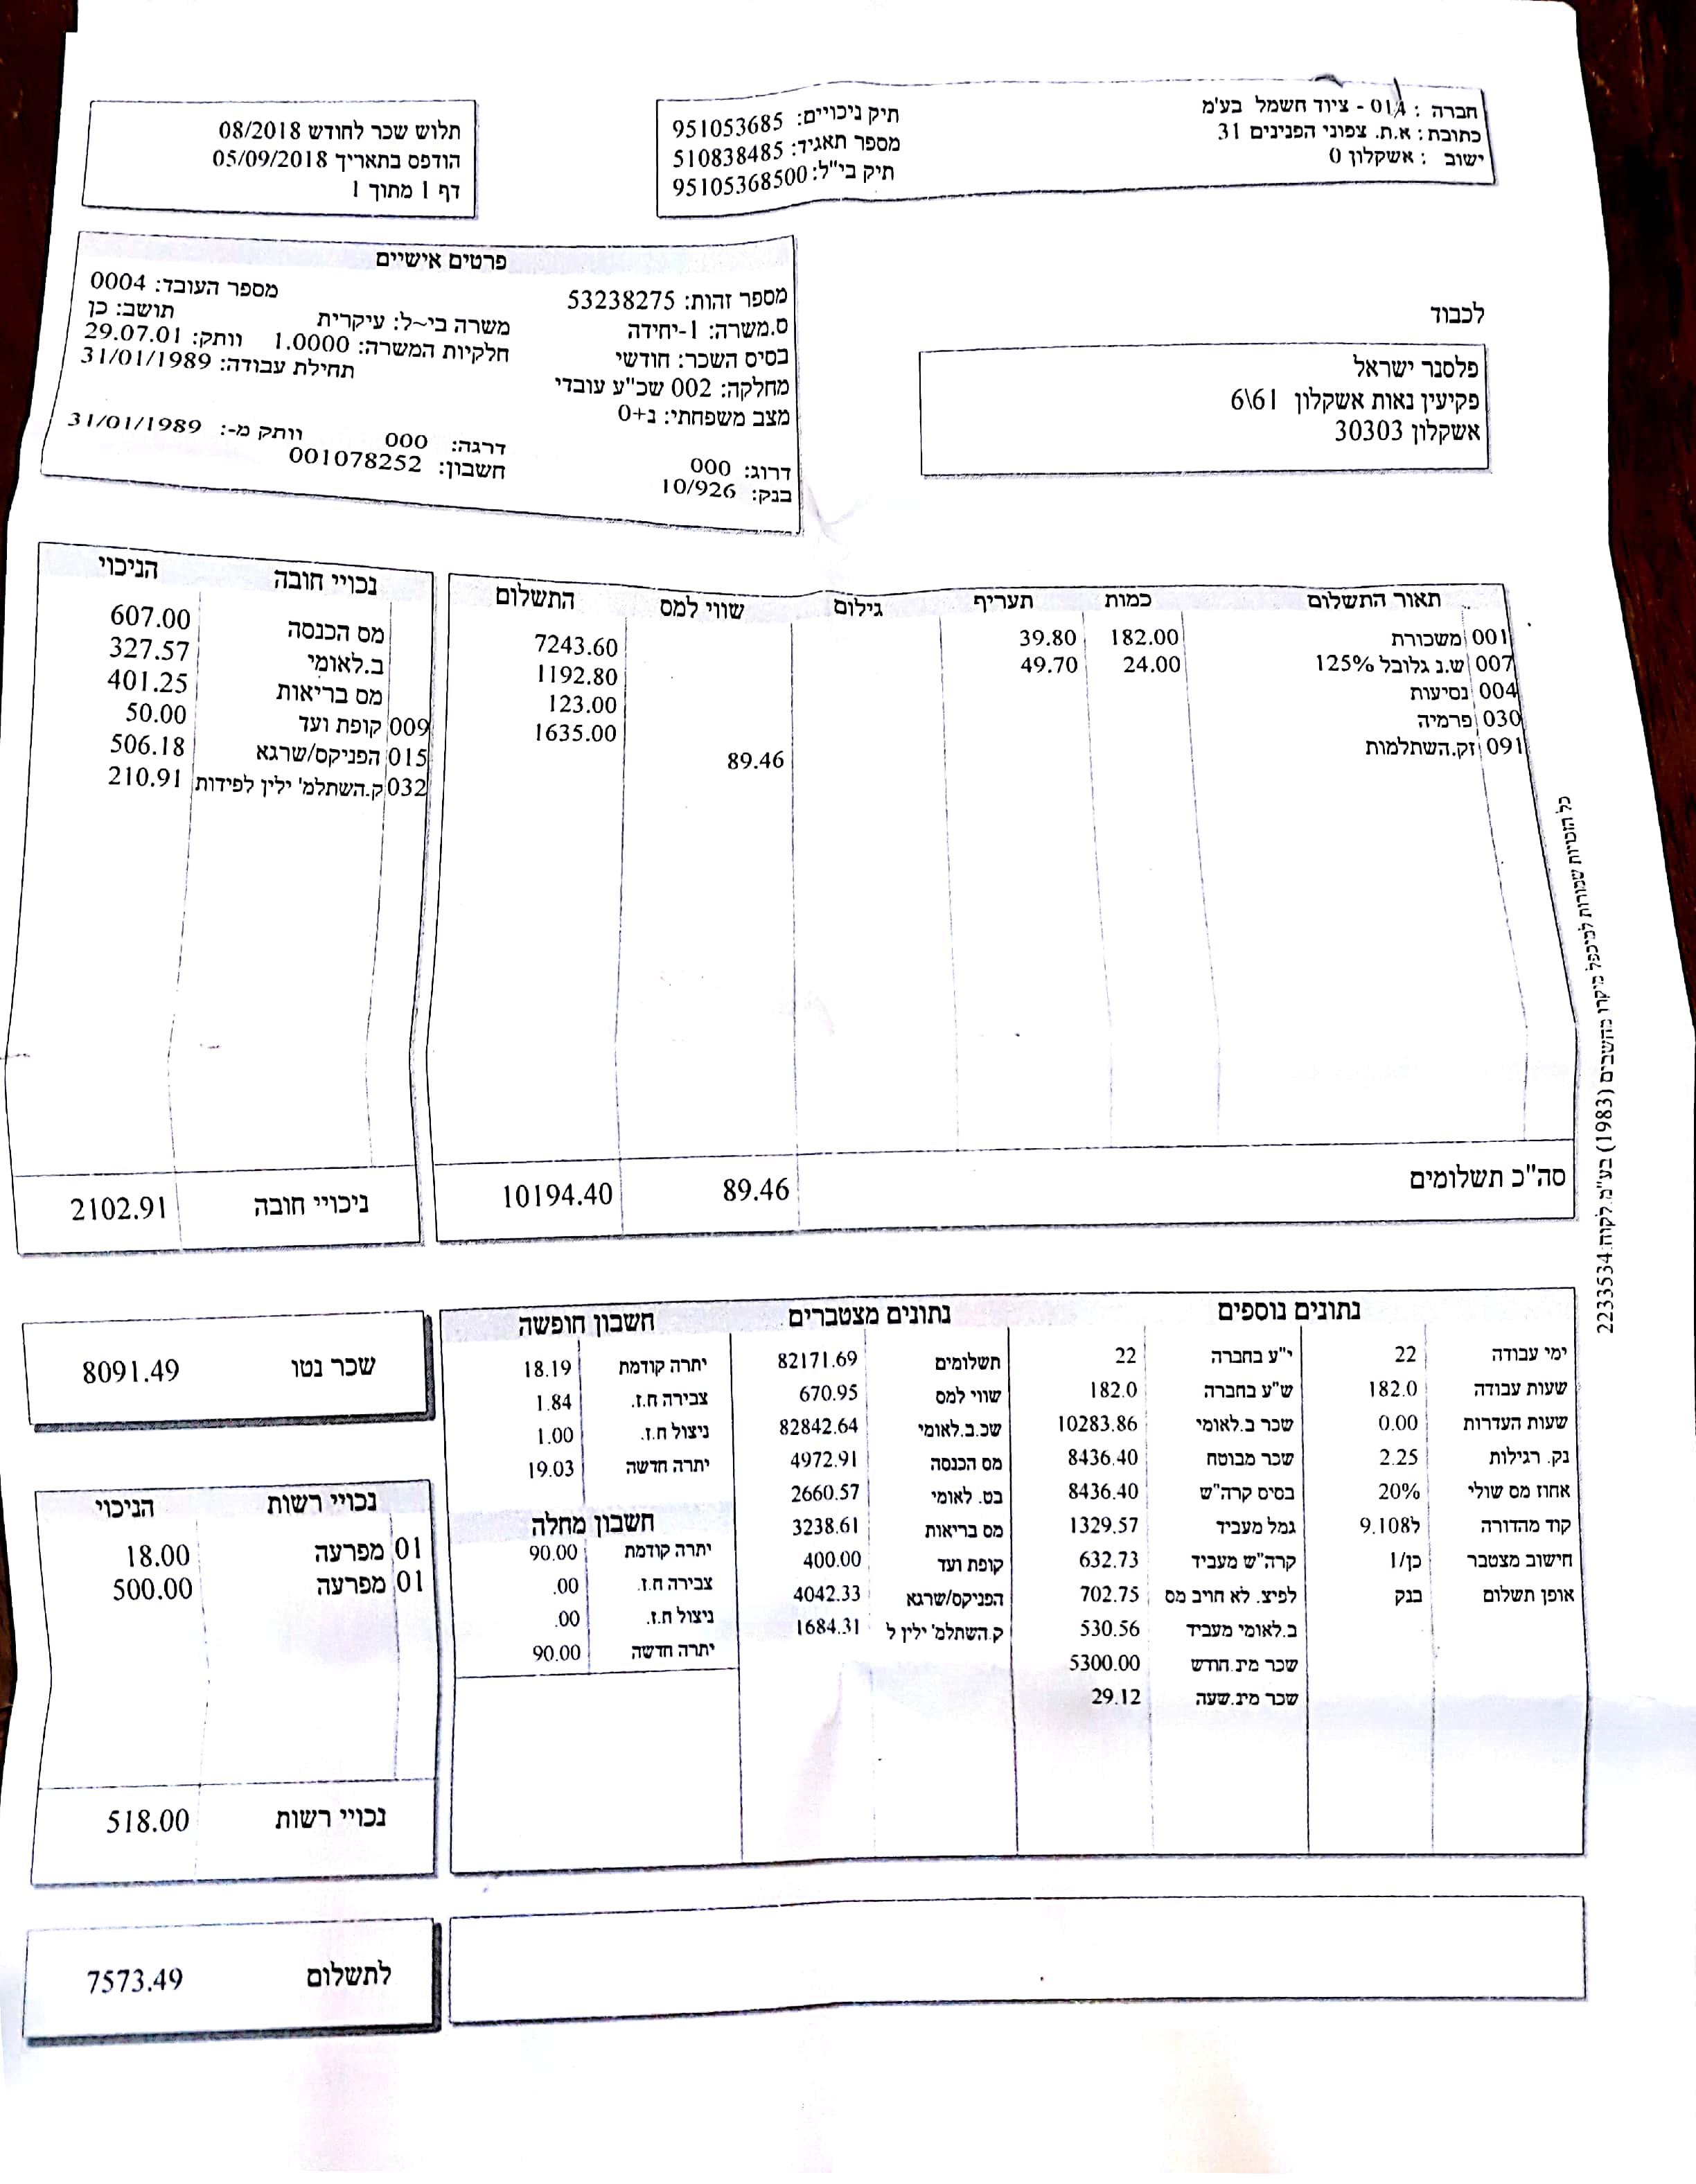 חברה : 014 - ציוד חשמל בע'מ
כתובת : א.ת. צפוני הפנינים 31
ישוב : אשקלון 0
תיק ניכויים: 951053685
מספר תאגיד: 510838485
תיק בי"ל: 95105368500
תלוש שכר לחודש 08/2018
הודפס בתאריך 05/09/2018
דף 1 מתוך 1
פרטים אישיים
מספר זהות: 53238275 מספר העובד: 0004
ס.משרה: 1-יחידה משרה בי~ל: עיקרית תושב: כן
בסיס השכר: חודשי חלקיות המשרה: 1.0000 וותק: 29.07.01
מחלקה: 002 שכ"ע עובדי תחילת עבודה: 31/01/1989
מצב משפחתי: נ+0
דרוג: 000 דרגה: 000 וותק מ-: 31/01/1989
בנק: 10/926 חשבון: 001078252
לכבוד
פלסנר ישראל
פקיעין נאות אשקלון 61\6
אשקלון 30303
תאור התשלום כמות תעריף גילום שווי למס התשלום
001 משכורת 182.00 39.80 7243.60
007 ש.נ גלובל 125% 24.00 49.70 1192.80
004 נסיעות 123.00
030 פרמיה 1635.00
091 זק.השתלמות 89.46
סה"כ תשלומים 89.46 10194.40
נכויי חובה הניכוי
מס הכנסה 607.00
ב.לאומי 327.57
מס בריאות 401.25
009 קופת ועד 50.00
015 הפניקס/שרגא 506.18
032 ק.השתלמ' ילין לפידות 210.91
ניכויי חובה 2102.91
כל הזכויות שמורות למיכפל מיקרו מחשבים (1983) בע"מ.לקוח:2233534
נתונים נוספים
ימי עבודה 22 י"ע בחברה 22
שעות עבודה 182.0 ש"ע בחברה 182.0
שעות העדרות 0.00 שכר ב.לאומי 10283.86
נק. רגילות 2.25 שכר מבוטח 8436.40
אחוז מס שולי 20% בסיס קרה"ש 8436.40
קוד מהדורה 9.108ל גמל מעביד 1329.57
חישוב מצטבר כן/1 קרה"ש מעביד 632.73
אופן תשלום בנק לפיצ. לא חויב מס 702.75
ב.לאומי מעביד 530.56
שכר מינ.חודש 5300.00
שכר מינ.שעה 29.12
נתונים מצטברים
תשלומים 82171.69
שווי למס 670.95
שכ.ב.לאומי 82842.64
מס הכנסה 4972.91
בט. לאומי 2660.57
מס בריאות 3238.61
קופת ועד 400.00
הפניקס/שרגא 4042.33
ק.השתלמ' ילין ל 1684.31
חשבון חופשה
יתרה קודמת 18.19
צבירה ח.ז. 1.84
ניצול ח.ז. 1.00
יתרה חדשה 19.03
חשבון מחלה
יתרה קודמת 90.00
צבירה ח.ז. .00
ניצול ח.ז. .00
יתרה חדשה 90.00
שכר נטו 8091.49
נכויי רשות הניכוי
01 מפרעה 18.00
01 מפרעה 500.00
נכויי רשות 518.00
לתשלום 7573.49